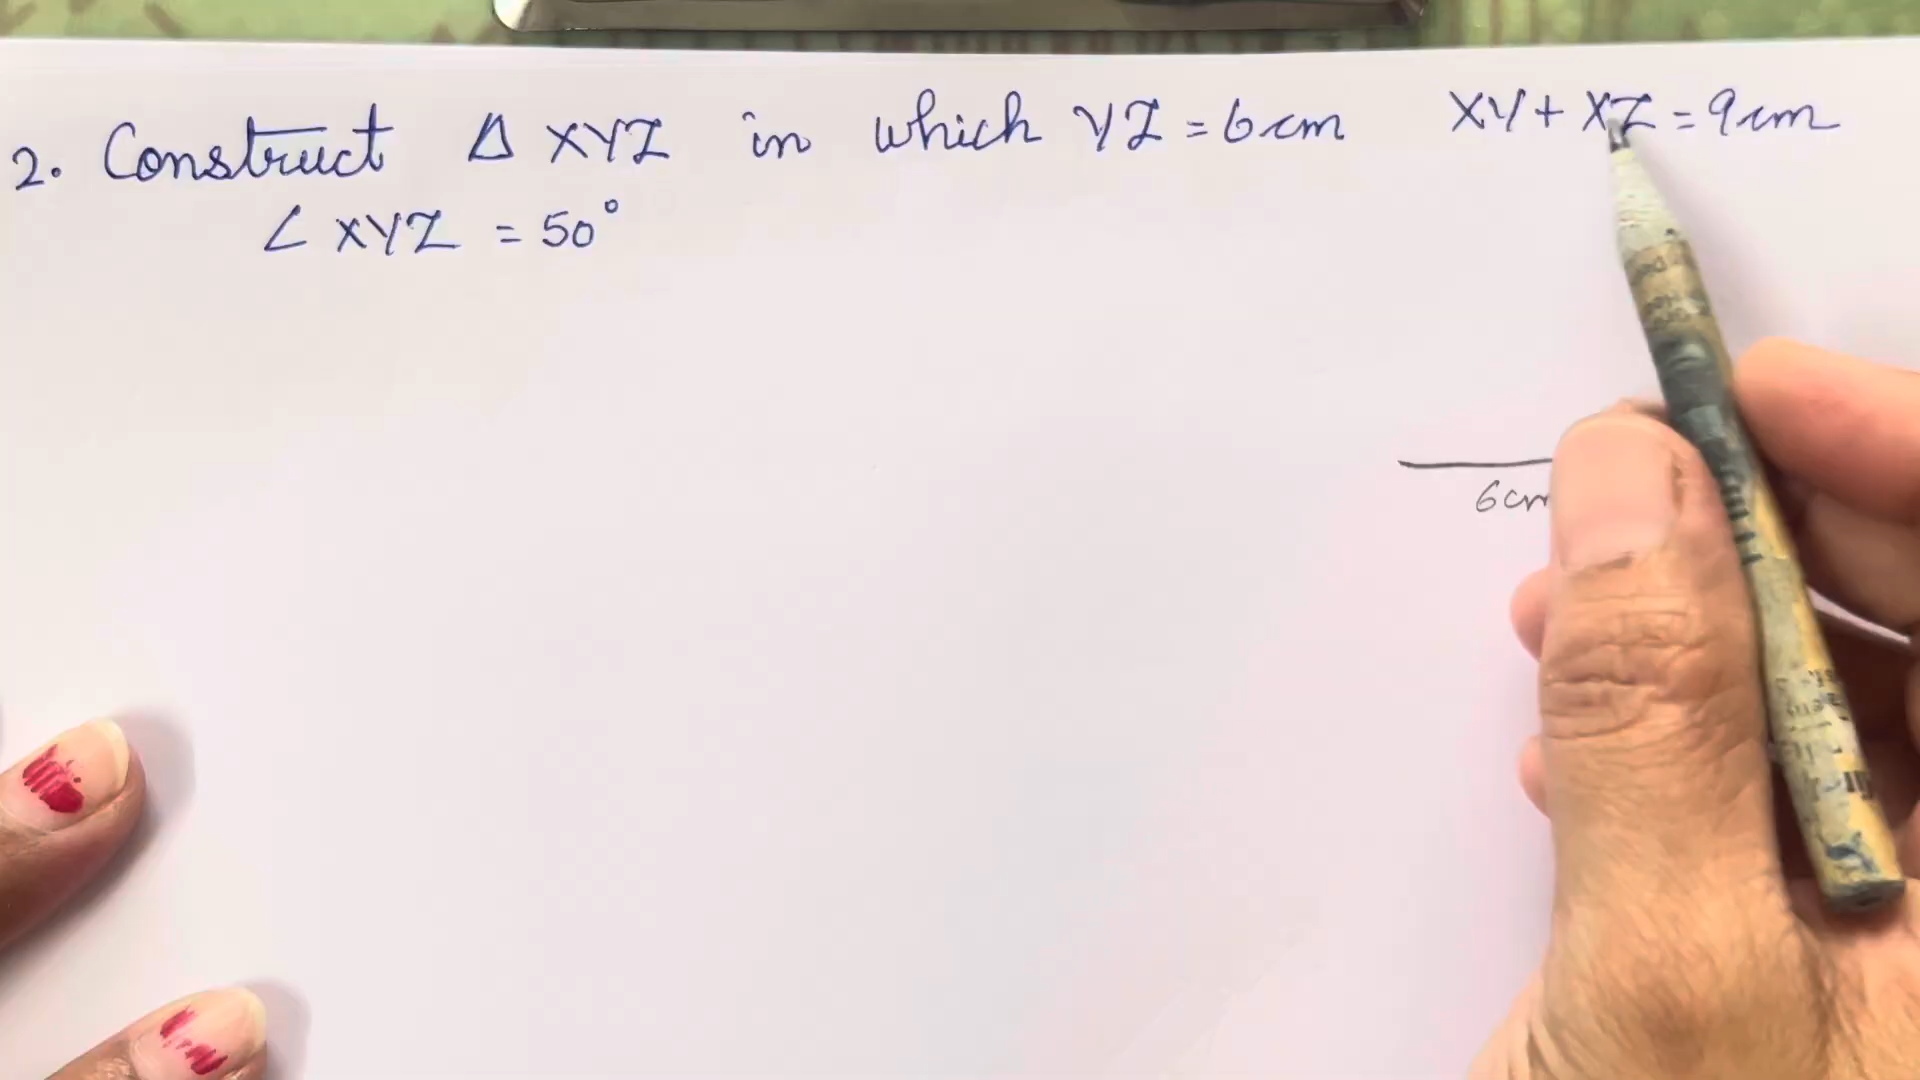 2. Construct Δ XYZ in which YZ = 6cm XY + XZ = 9cm
∠ XYZ = 50°
6cm